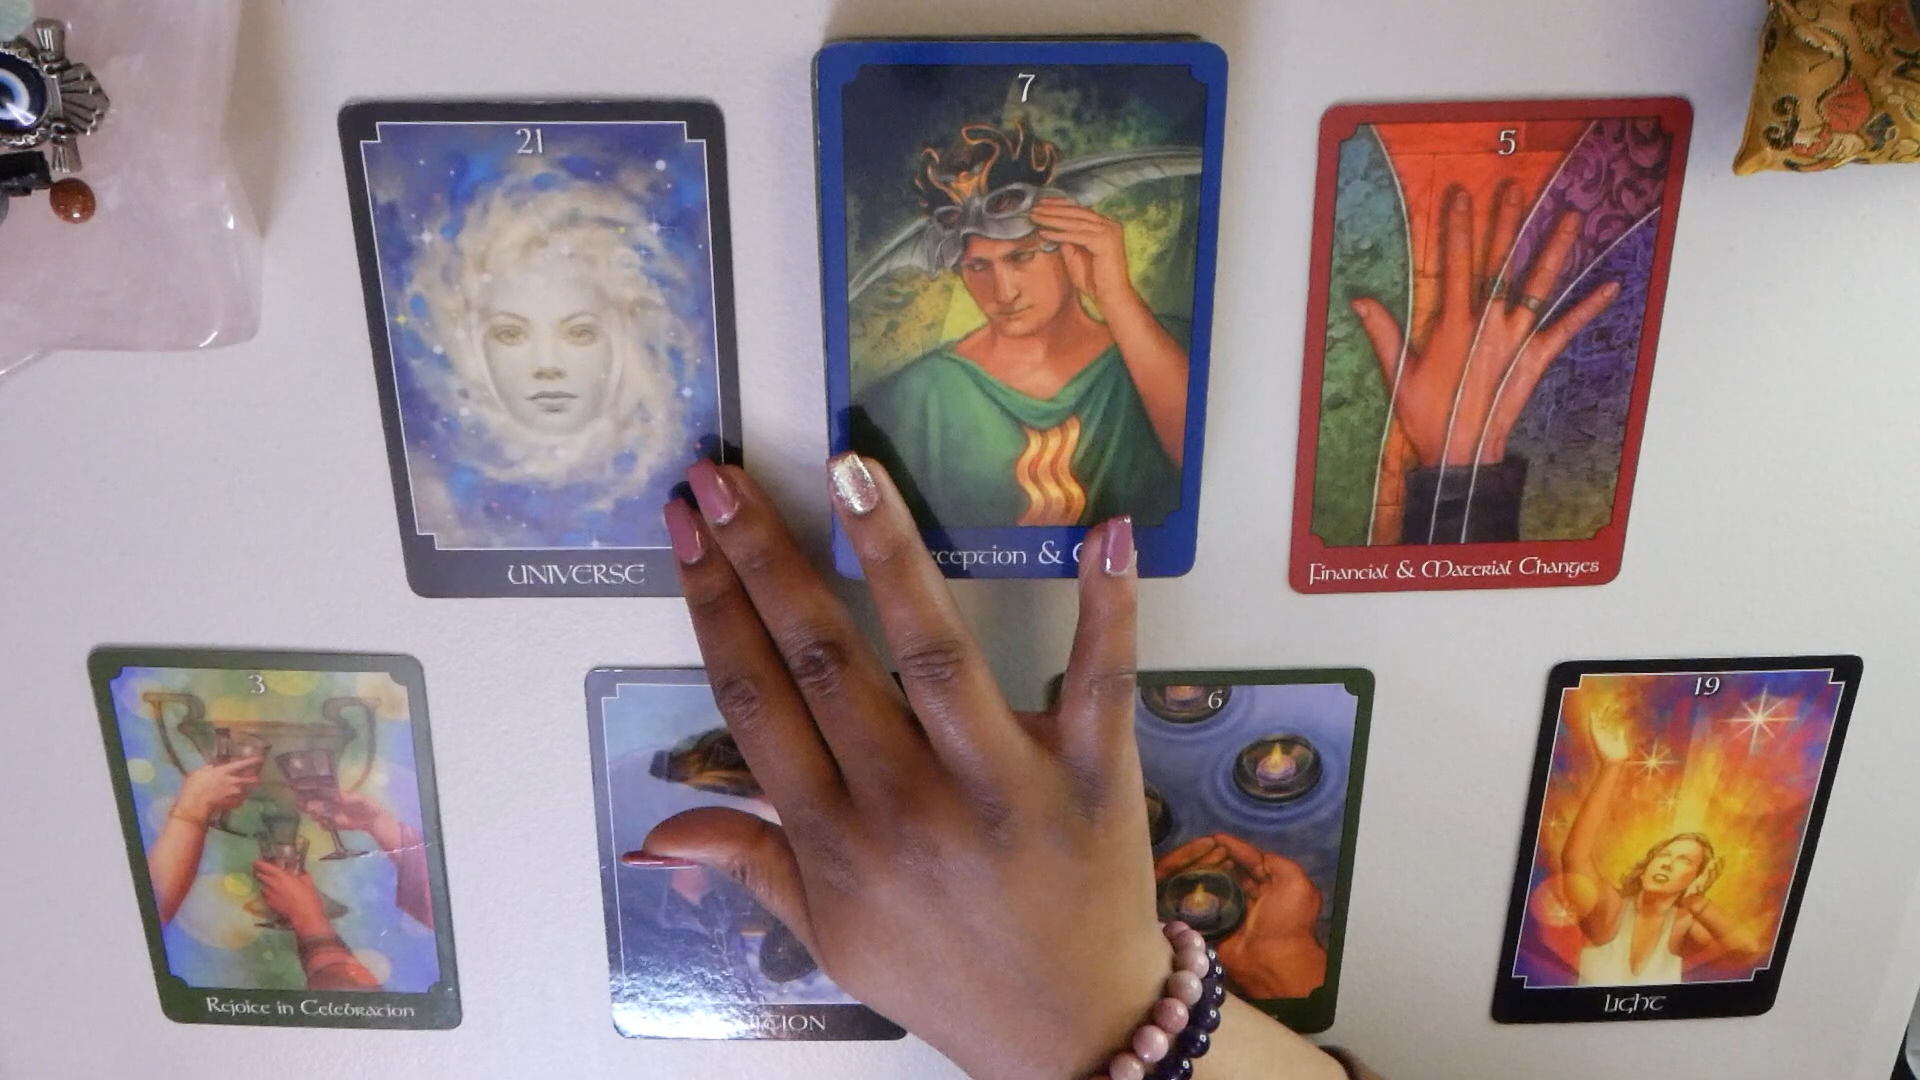 21
UNIVERSE
7
& 
5
Financial & Material Changes
3
Rejoice in Celebration
6
19
LIGHT